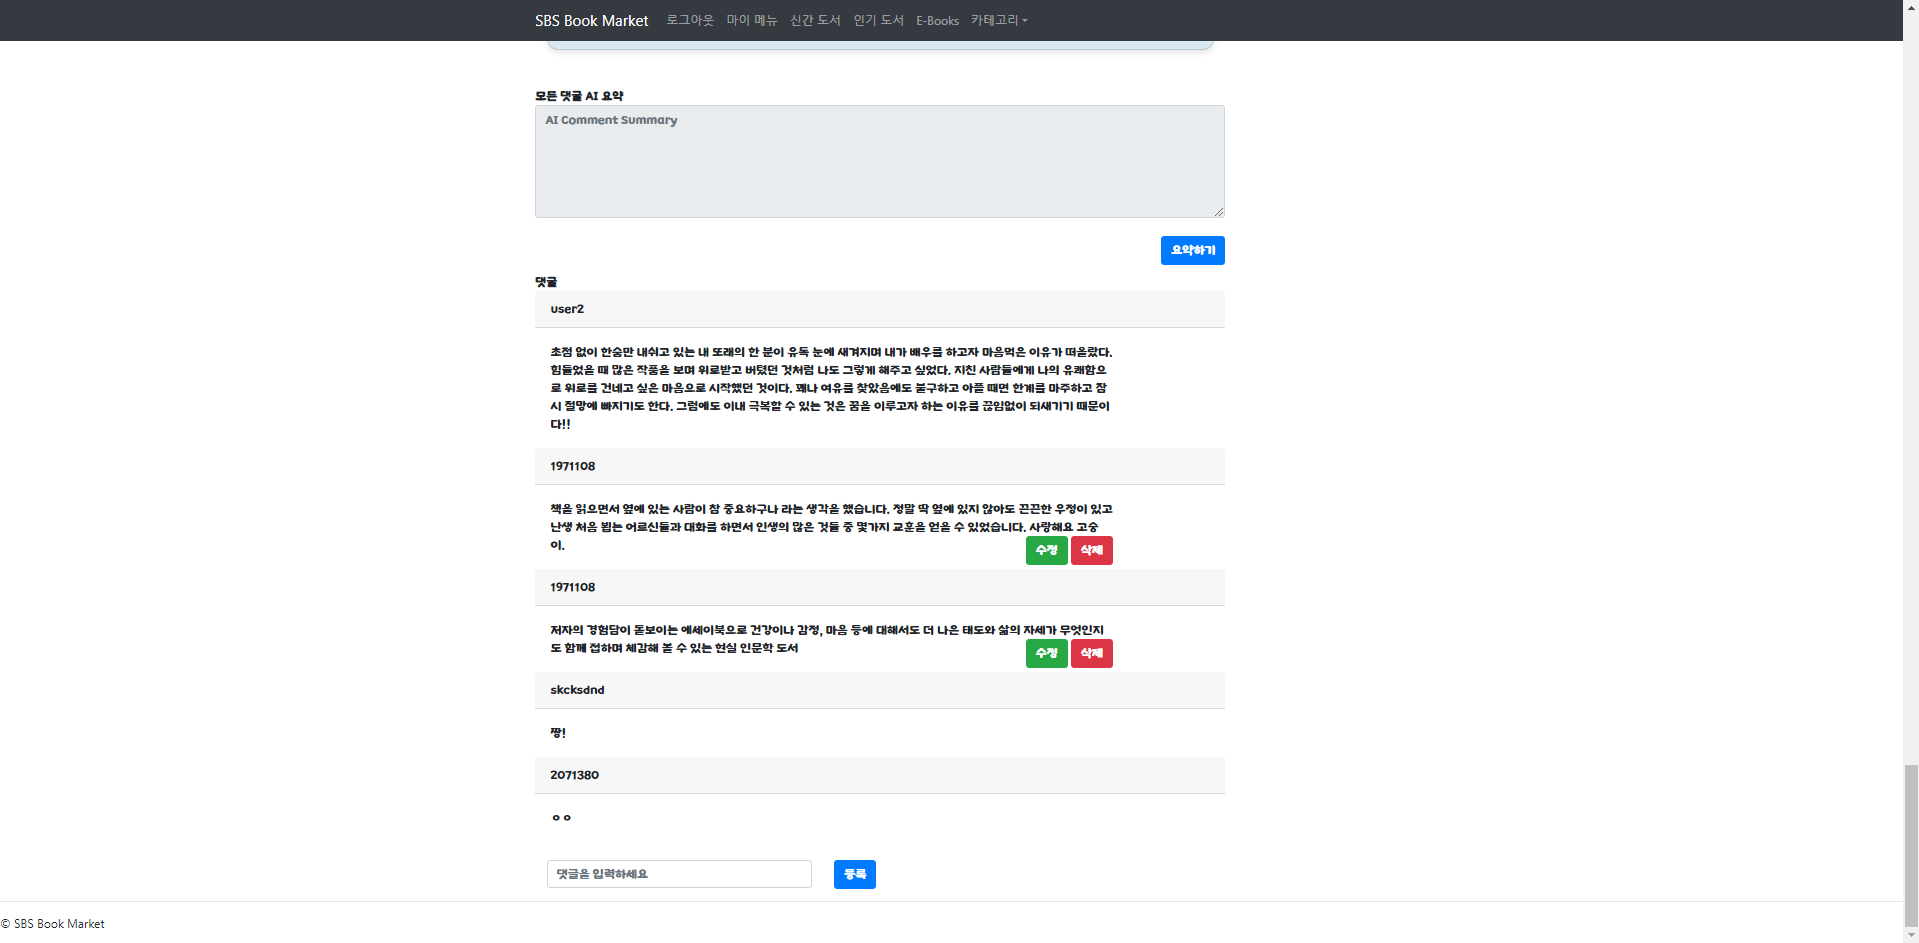 SBS Book Market 로그아웃 마이 메뉴 신간 도서 인기 도서 E-Books 카테고리
모든 댓글 AI 요약
AI Comment Summary
요약하기
댓글
user2
초점 없이 한숨만 내쉬고 있는 내 또래의 한 분이 유독 눈에 새겨지며 내가 배우를 하고자 마음먹은 이유가 떠올랐다.
힘들었을 때 많은 작품을 보며 위로받고 버텼던 것처럼 나도 그렇게 해주고 싶었다. 지친 사람들에게 나의 유쾌함으
로 위로를 건네고 싶은 마음으로 시작했던 것이다. 꽤나 여유를 찾았음에도 불구하고 아플 때면 한계를 마주하고 잠
시 절망에 빠지기도 한다. 그럼에도 이내 극복할 수 있는 것은 꿈을 이루고자 하는 이유를 끊임없이 되새기기 때문이
다!!
1971108
책을 읽으면서 옆에 있는 사람이 참 중요하구나 라는 생각을 했습니다. 정말 딱 옆에 있지 않아도 끈끈한 우정이 있고
난생 처음 뵙는 어르신들과 대화를 하면서 인생의 많은 것들 중 몇가지 교훈을 얻을 수 있었습니다. 사랑해요 고숭
이.
수정 삭제
1971108
저자의 경험담이 돋보이는 에세이북으로 건강이나 감정, 마음 등에 대해서도 더 나은 태도와 삶의 자세가 무엇인지
도 함께 접하며 체감해 볼 수 있는 현실 인문학 도서
수정 삭제
skcksdnd
짱!
2071380
ㅇㅇ
댓글을 입력하세요 등록
© SBS Book Market